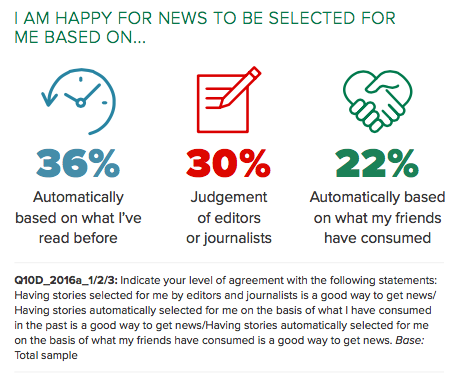 I AM HAPPY FOR NEWS TO BE SELECTED FOR
ME BASED ON...
36%
Automatically
based on what I've
read before
30%
Judgement
of editors
or journalists
22%
Automatically based
on what my friends
have consumed
Q10D_2016a_1/2/3: Indicate your level of agreement with the following statements:
Having stories selected for me by editors and journalists is a good way to get news/
Having stories automatically selected for me on the basis of what I have consumed
in the past is a good way to get news/Having stories automatically selected for me
on the basis of what my friends have consumed is a good way to get news. Base:
Total sample